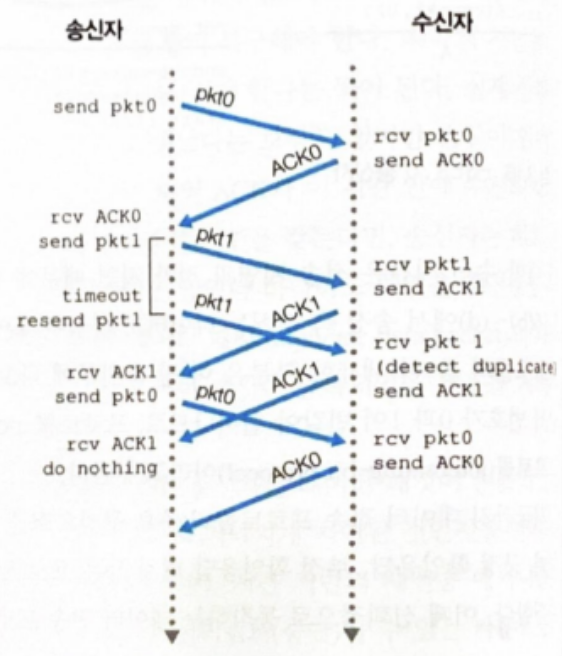 송신자
수신자
send pkt0
pkt0
rcv pkt0
send ACK0
ACK0
rcv ACK0
send pkt1
pkt1
rcv pkt1
send ACK1
timeout
resend pkt1
pkt1
ACK1
rcv pkt 1
(detect duplicate
send ACK1
rcv ACK1
send pkt0
pkt0
ACK1
rcv ACK1
do nothing
rcv pkt0
send ACK0
ACK0